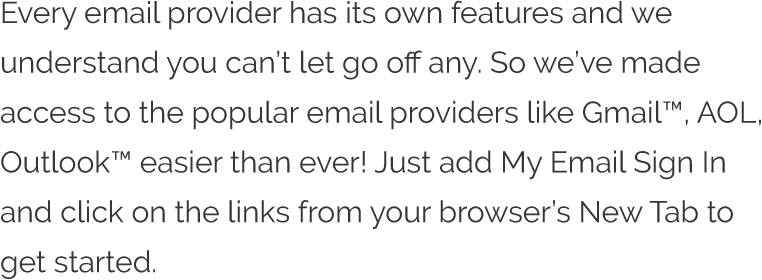 Every email provider has its own features and we
understand you can’t let go off any. So we’ve made
access to the popular email providers like Gmail™, AOL,
Outlook™ easier than ever! Just add My Email Sign In
and click on the links from your browser’s New Tab to
get started.